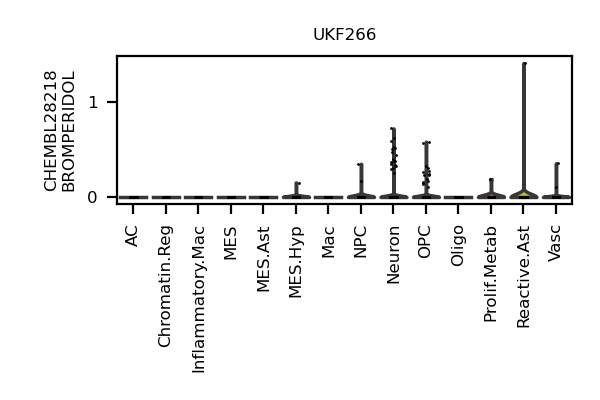 UKF266
CHEMBL28218
BROMPERIDOL
1
0
AC
Chromatin.Reg
Inflammatory.Mac
MES
MES.Ast
MES.Hyp
Mac
NPC
Neuron
OPC
Oligo
Prolif.Metab
Reactive.Ast
Vasc